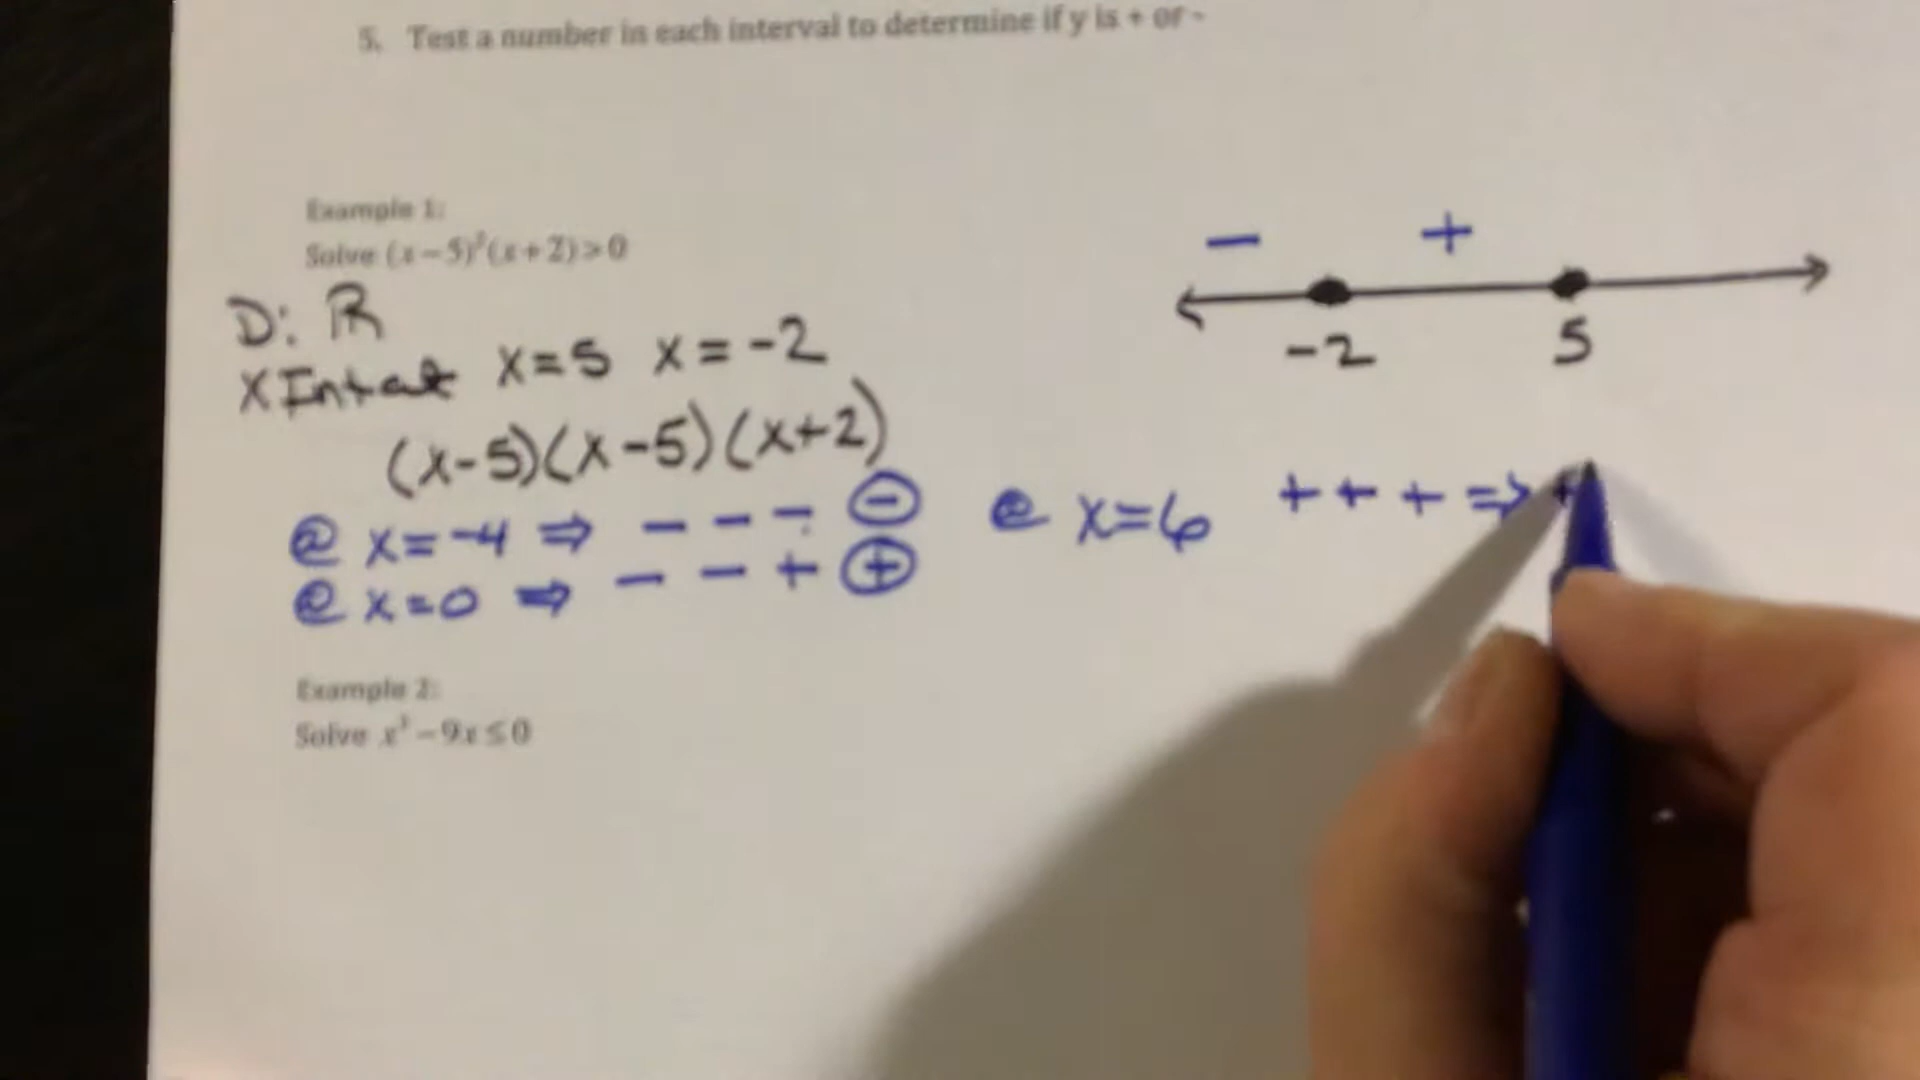 5. Test a number in each interval to determine if y is + or -
Example 1:
Solve (x-5)²(x+2)>0
D: ℝ
X Int at x=5 x=-2
(x-5)(x-5)(x+2)
@ x=-4 ⇒ - - - ⊖
@ x=0 ⇒ - - + ⊕
- +
-2 5
@ x=6 + + + ⇒ +
Example 2:
Solve x³-9x≤0